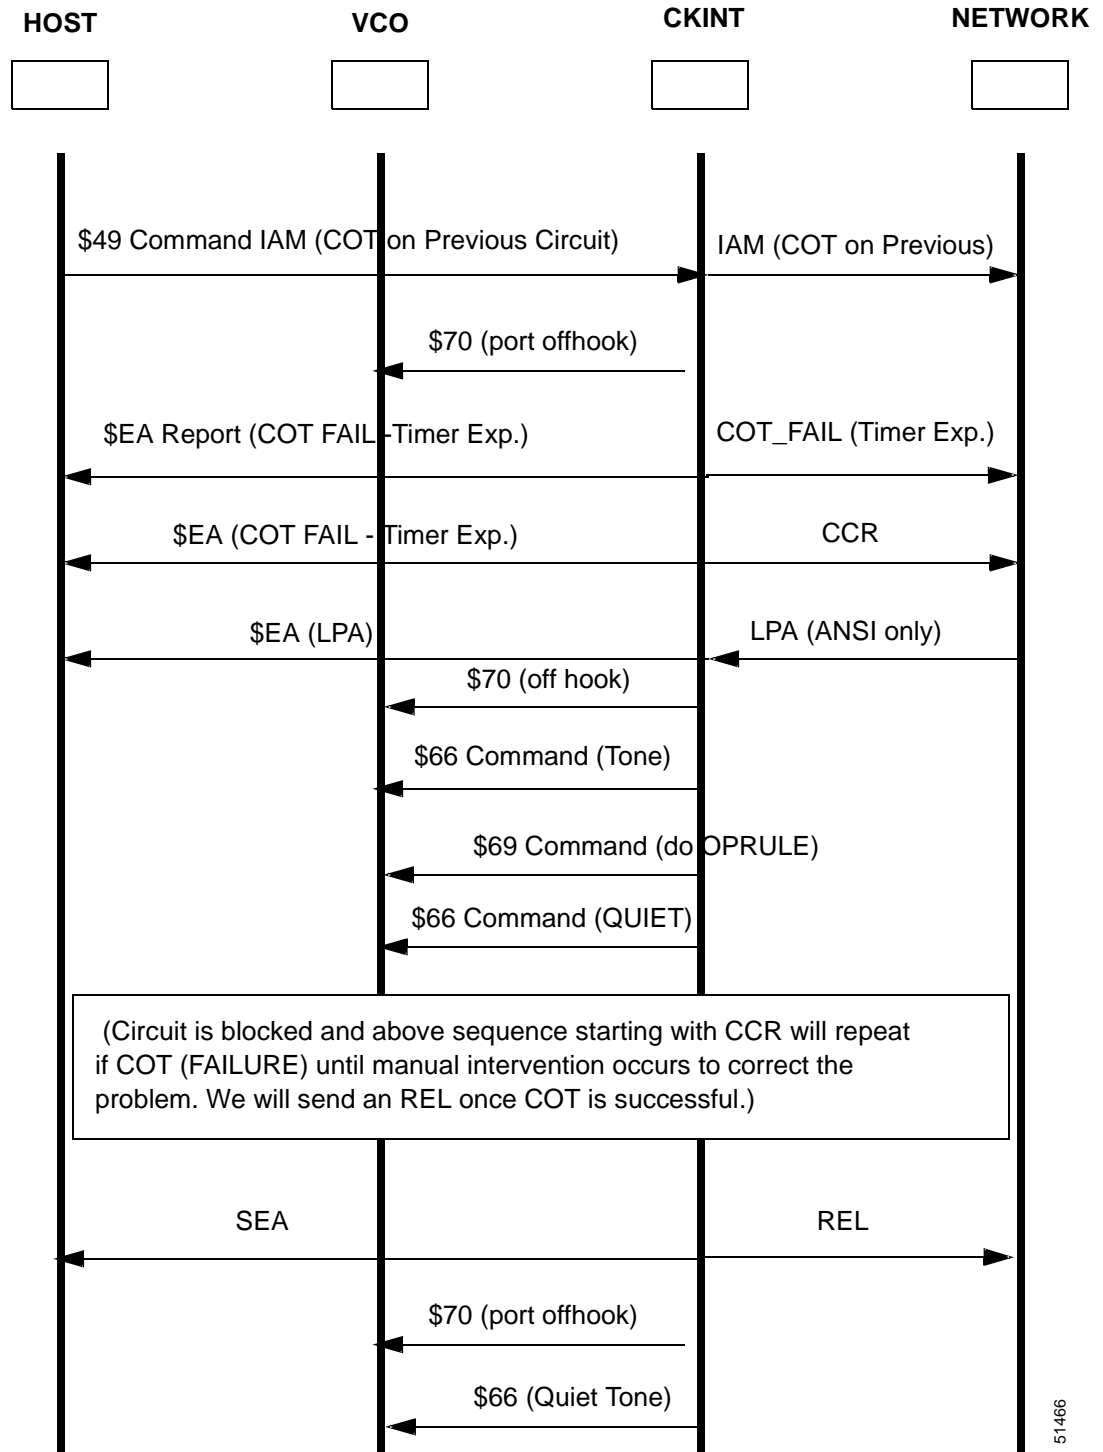 HOST
VCO
CKINT
NETWORK
$49 Command IAM (COT on Previous Circuit)
IAM (COT on Previous)
$70 (port offhook)
$EA Report (COT FAIL -Timer Exp.)
COT_FAIL (Timer Exp.)
$EA (COT FAIL - Timer Exp.)
CCR
$EA (LPA)
LPA (ANSI only)
$70 (off hook)
$66 Command (Tone)
$69 Command (do OPRULE)
$66 Command (QUIET)
(Circuit is blocked and above sequence starting with CCR will repeat
if COT (FAILURE) until manual intervention occurs to correct the
problem. We will send an REL once COT is successful.)
SEA
REL
$70 (port offhook)
$66 (Quiet Tone)
51466